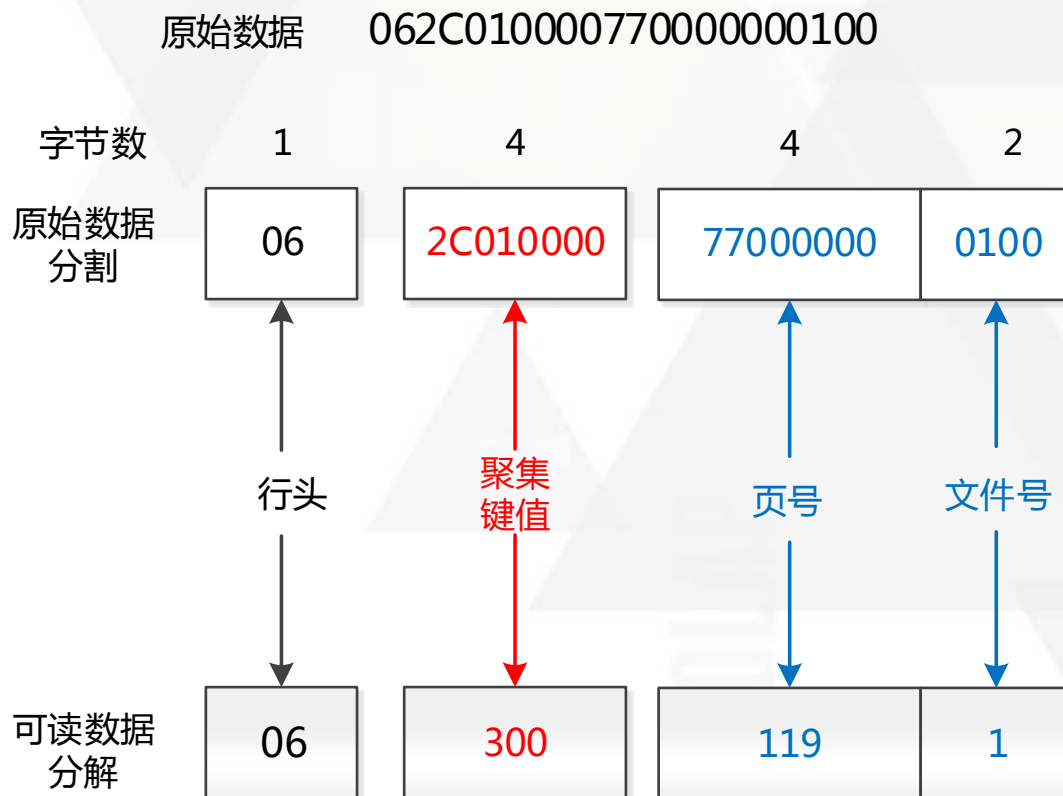 原始数据 062C0100007700000000100
字节数 1 4 4 2
原始数据
分割
06 2C010000 77000000 0100
行头
聚集
键值
页号 文件号
可读数据
分解
06 300 119 1